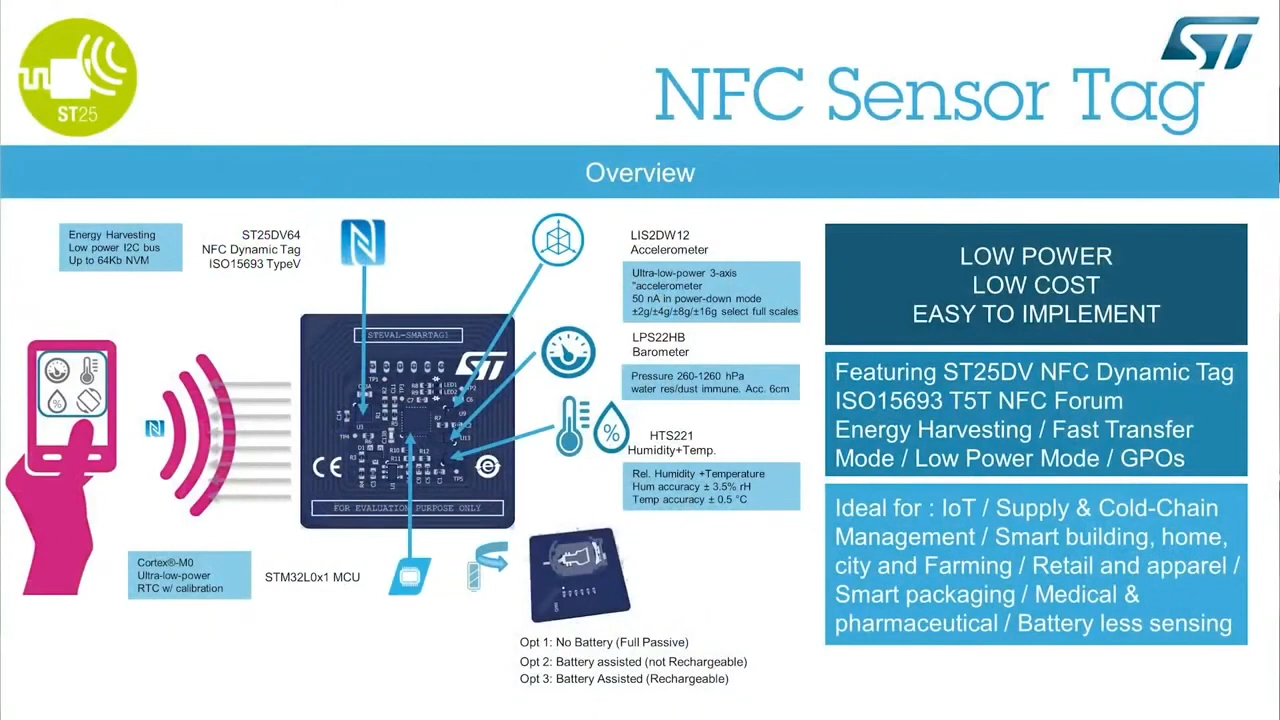 ST25
ST
NFC Sensor Tag
Overview
Energy Harvesting
Low power I2C bus
Up to 64Kb NVM
ST25DV64
NFC Dynamic Tag
ISO15693 TypeV
LIS2DW12
Accelerometer
Ultra-low-power 3-axis
"accelerometer
50 nA in power-down mode
±2g/±4g/±8g/±16g select full scales
LPS22HB
Barometer
Pressure 260-1260 hPa
water res/dust immune. Acc. 6cm
%
HTS221
Humidity+Temp.
Rel. Humidity +Temperature
Hum accuracy ± 3.5% rH
Temp accuracy ± 0.5 °C
STEVAL-SMARTAG1
ST
CE
FOR EVALUATION PURPOSE ONLY
Cortex®-M0
Ultra-low-power
RTC w/ calibration
STM32L0x1 MCU
Opt 1: No Battery (Full Passive)
Opt 2: Battery assisted (not Rechargeable)
Opt 3: Battery Assisted (Rechargeable)
LOW POWER
LOW COST
EASY TO IMPLEMENT
Featuring ST25DV NFC Dynamic Tag
ISO15693 T5T NFC Forum
Energy Harvesting / Fast Transfer
Mode / Low Power Mode / GPOs
Ideal for : IoT / Supply & Cold-Chain
Management / Smart building, home,
city and Farming / Retail and apparel /
Smart packaging / Medical &
pharmaceutical / Battery less sensing